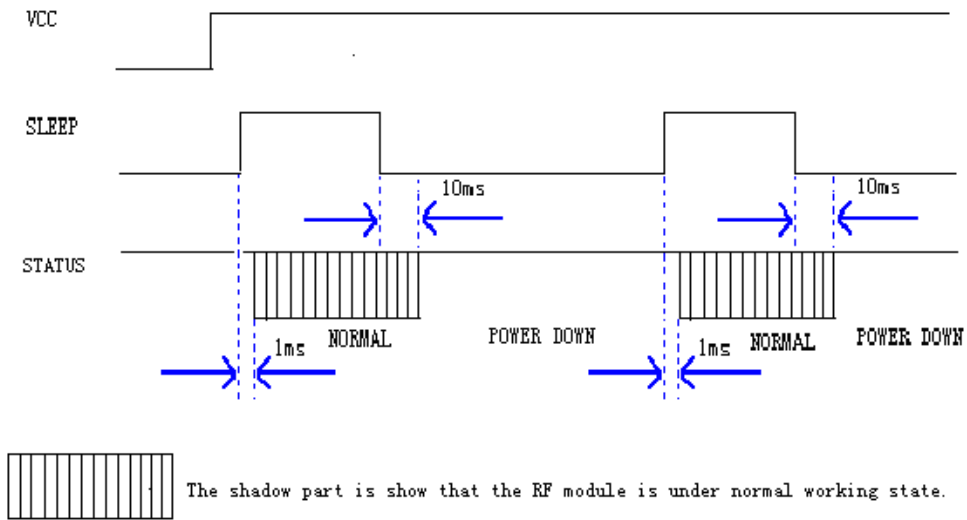 VCC
SLEEP
10ms
10ms
STATUS
1ms
NORMAL
POWER DOWN
1ms
NORMAL
POWER DOWN
The shadow part is show that the RF module is under normal working state.